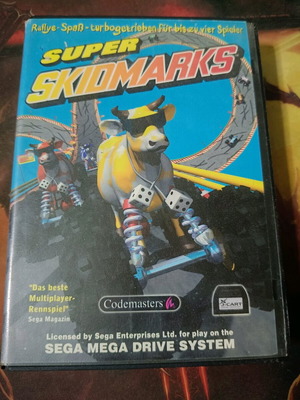 Rallye-Spaß-turbogetrieben für bis zu vier Spieler
SUPER
SKIDMARKS
"Das beste
Multiplayer-
Rennspiel"
Sega Magazin
Codemasters
J-CART
Licensed by Sega Enterprises Ltd. for play on the
SEGA MEGA DRIVE SYSTEM